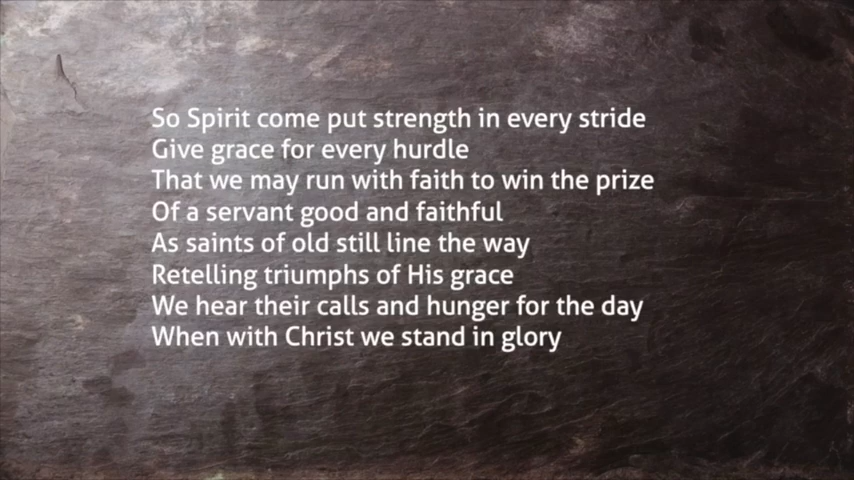 So Spirit come put strength in every stride
Give grace for every hurdle
That we may run with faith to win the prize
Of a servant good and faithful
As saints of old still line the way
Retelling triumphs of His grace
We hear their calls and hunger for the day
When with Christ we stand in glory